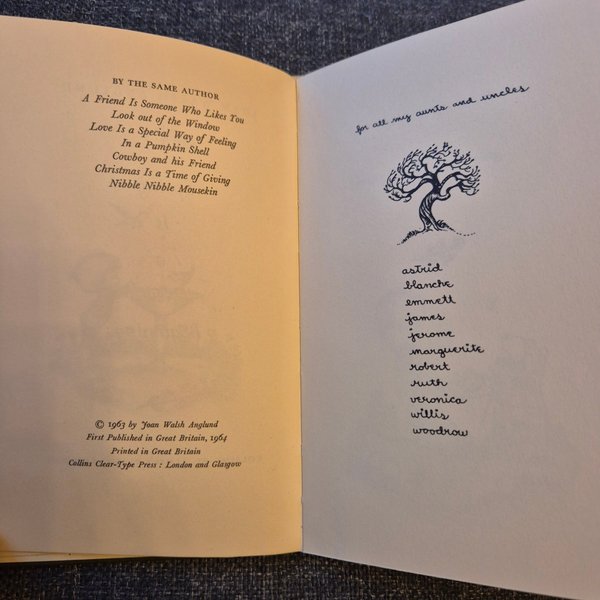 BY THE SAME AUTHOR
A Friend Is Someone Who Likes You
Look out of the Window
Love Is a Special Way of Feeling
In a Pumpkin Shell
Cowboy and his Friend
Christmas Is a Time of Giving
Nibble Nibble Mousekin
© 1963 by Joan Walsh Anglund
First Published in Great Britain, 1964
Printed in Great Britain
Collins Clear-Type Press : London and Glasgow
for all my aunts and uncles
astrid
blanche
emmett
james
jerome
marguerite
robert
ruth
veronica
willis
woodrow